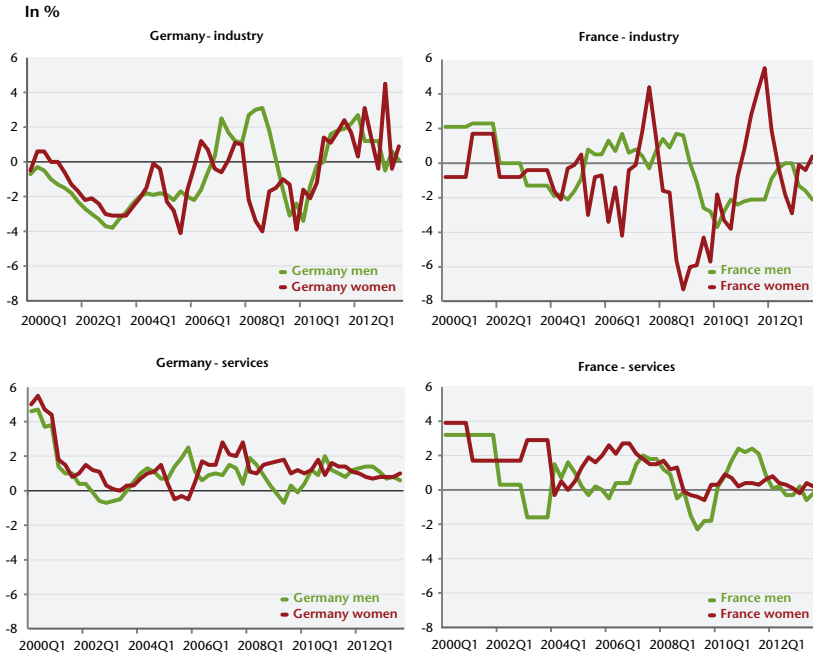 In %
Germany - industry
6
4
2
0
-2
-4
-6
-8
Germany men
Germany women
2000Q1 2002Q1 2004Q1 2006Q1 2008Q1 2010Q1 2012Q1
France - industry
6
4
2
0
-2
-4
-6
-8
France men
France women
2000Q1 2002Q1 2004Q1 2006Q1 2008Q1 2010Q1 2012Q1
Germany - services
6
4
2
0
-2
-4
-6
-8
Germany men
Germany women
2000Q1 2002Q1 2004Q1 2006Q1 2008Q1 2010Q1 2012Q1
France - services
6
4
2
0
-2
-4
-6
-8
France men
France women
2000Q1 2002Q1 2004Q1 2006Q1 2008Q1 2010Q1 2012Q1